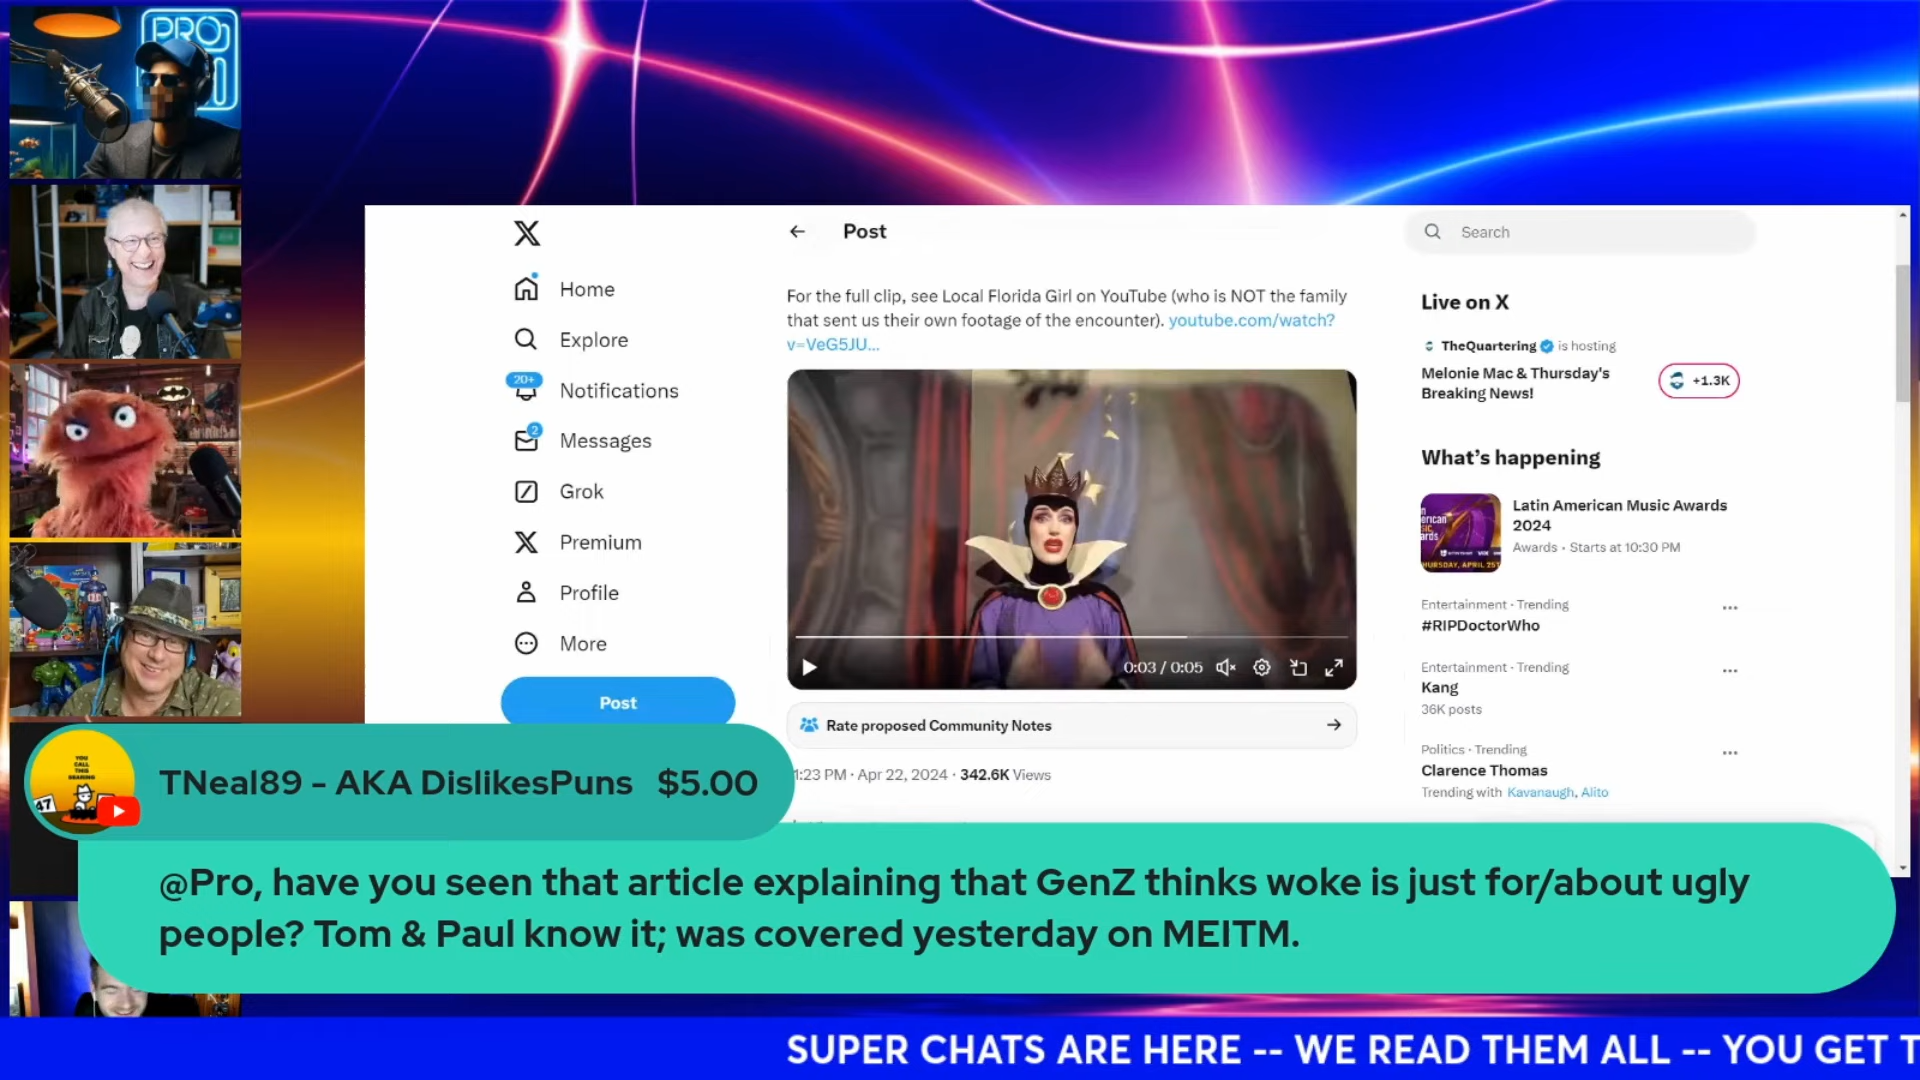 PRO
X
Home
Explore
20+
Notifications
2
Messages
Grok
Premium
Profile
More
Post
Post
For the full clip, see Local Florida Girl on YouTube (who is NOT the family
that sent us their own footage of the encounter). youtube.com/watch?
v=VeG5JU...
0:03 / 0:05
Rate proposed Community Notes
1:23 PM · Apr 22, 2024 · 342.6K Views
Search
Live on X
TheQuartering is hosting
Melonie Mac & Thursday's
Breaking News!
+1.3K
What's happening
Latin American Music Awards
2024
Awards · Starts at 10:30 PM
Entertainment · Trending
#RIPDoctorWho
Entertainment · Trending
Kang
36K posts
Politics · Trending
Clarence Thomas
Trending with Kavanaugh, Alito
YOU
CALL
THIS
47
TNeal89 - AKA DislikesPuns $5.00
@Pro, have you seen that article explaining that GenZ thinks woke is just for/about ugly
people? Tom & Paul know it; was covered yesterday on MEITM.
SUPER CHATS ARE HERE -- WE READ THEM ALL -- YOU GET T